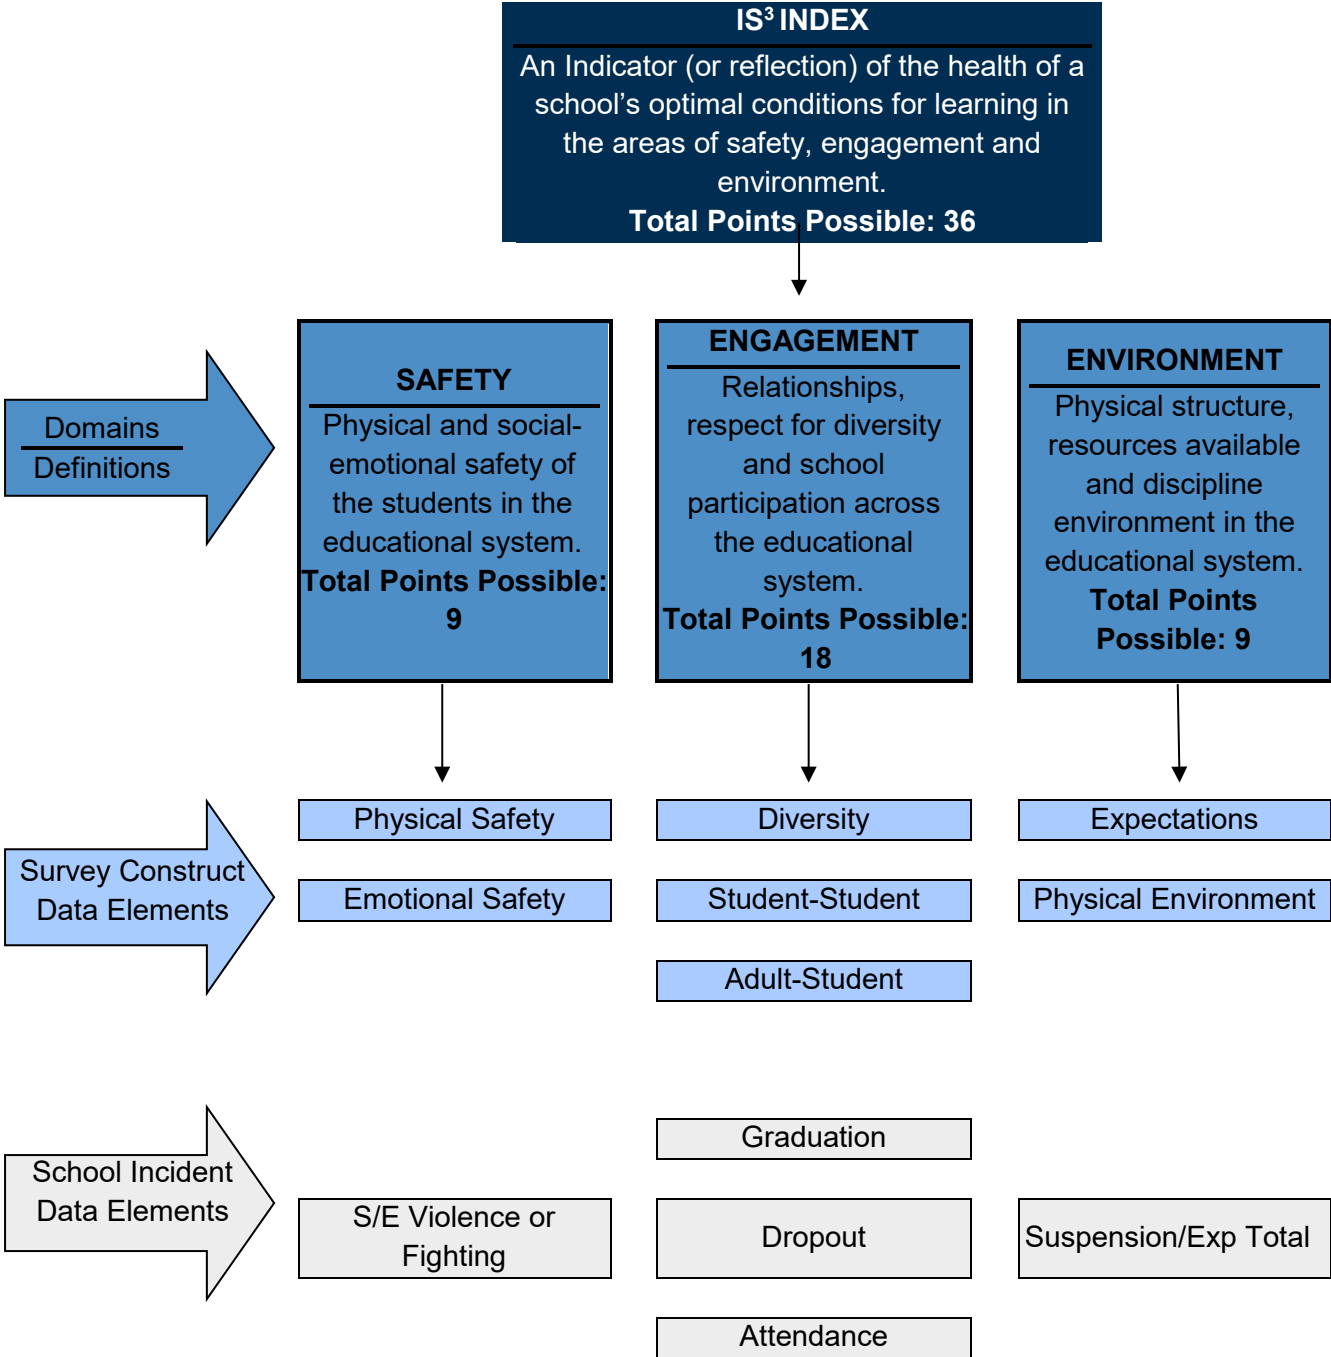 IS³ INDEX
An Indicator (or reflection) of the health of a
school’s optimal conditions for learning in
the areas of safety, engagement and
environment.
Total Points Possible: 36
Domains
Definitions
SAFETY
Physical and social-
emotional safety of
the students in the
educational system.
Total Points Possible:
9
ENGAGEMENT
Relationships,
respect for diversity
and school
participation across
the educational
system.
Total Points Possible:
18
ENVIRONMENT
Physical structure,
resources available
and discipline
environment in the
educational system.
Total Points
Possible: 9
Survey Construct
Data Elements
Physical Safety
Diversity
Expectations
Emotional Safety
Student-Student
Physical Environment
Adult-Student
School Incident
Data Elements
Graduation
S/E Violence or
Fighting
Dropout
Suspension/Exp Total
Attendance